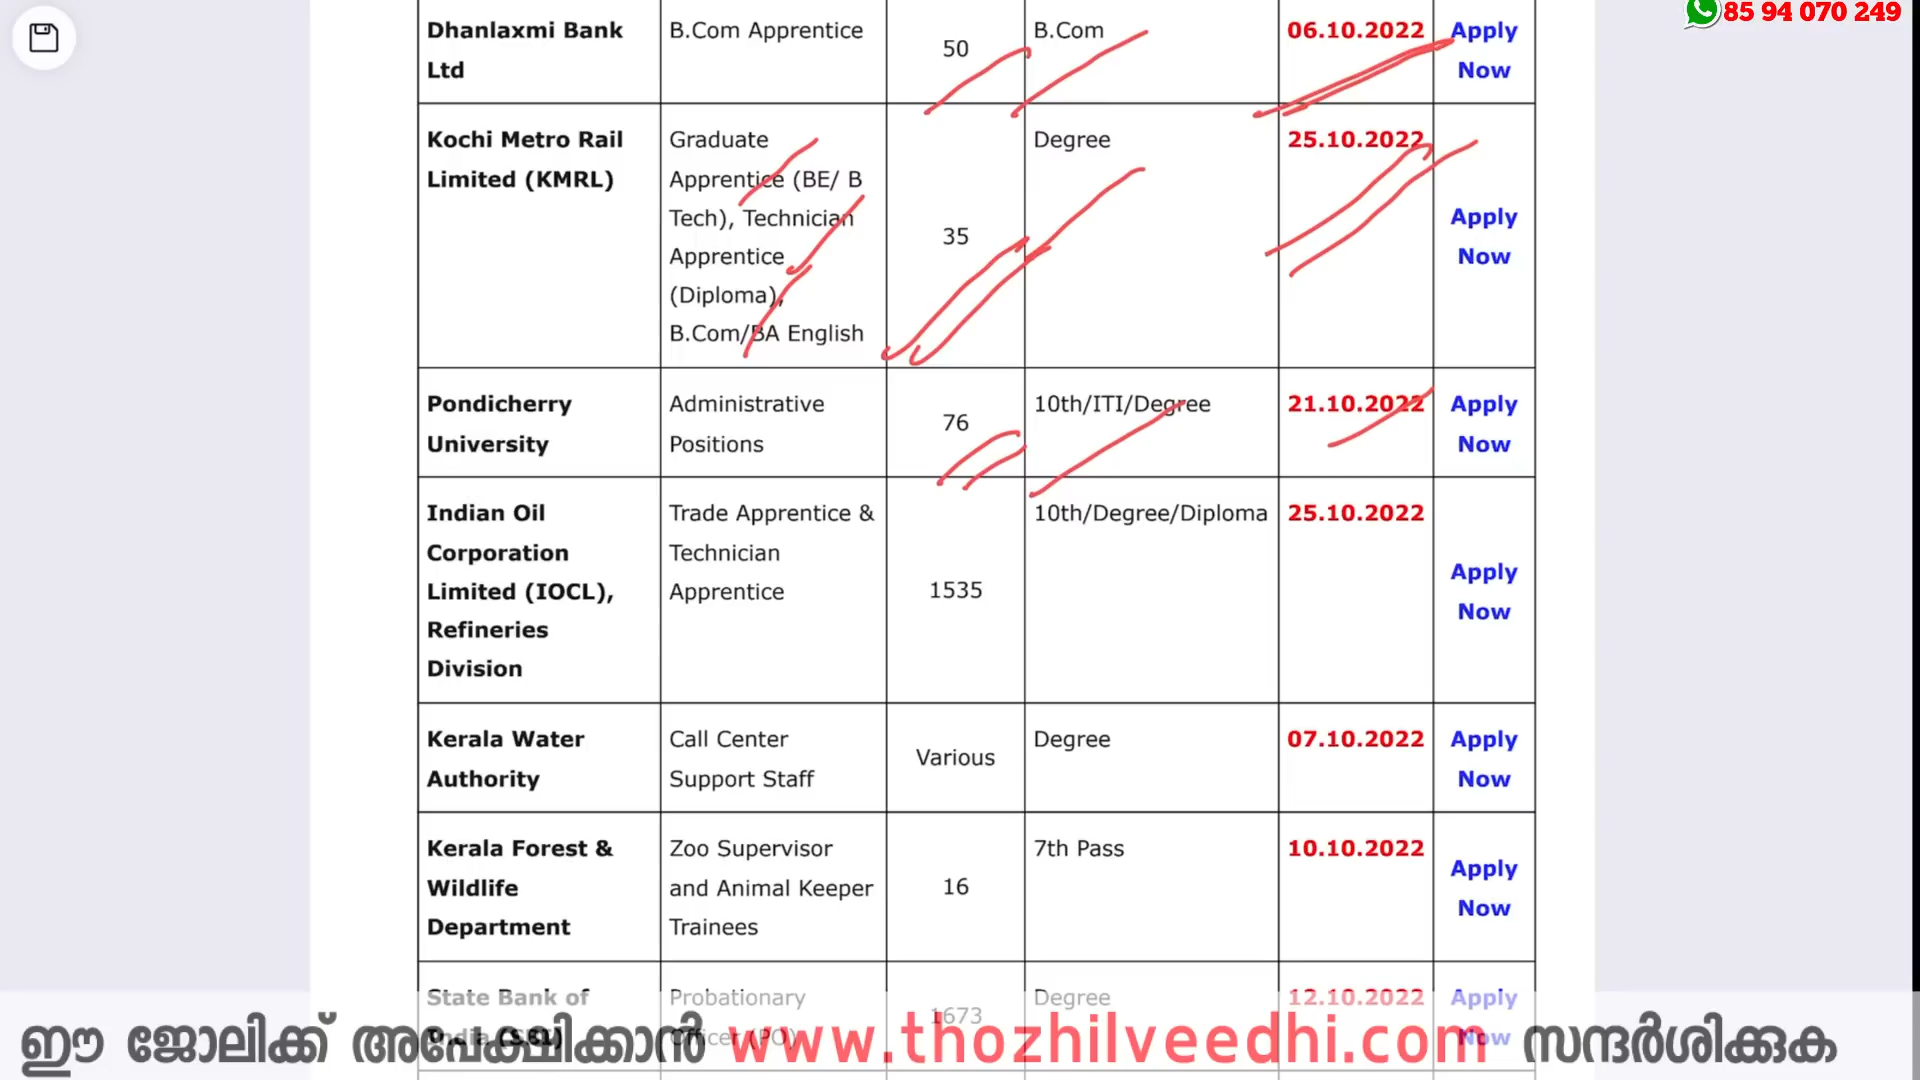 85 94 070 249
Dhanlaxmi Bank
Ltd
B.Com Apprentice
50
B.Com
06.10.2022
Apply
Now
Kochi Metro Rail
Limited (KMRL)
Graduate
Apprentice (BE/ B
Tech), Technician
Apprentice
(Diploma),
B.Com/BA English
35
Degree
25.10.2022
Apply
Now
Pondicherry
University
Administrative
Positions
76
10th/ITI/Degree
21.10.2022
Apply
Now
Indian Oil
Corporation
Limited (IOCL),
Refineries
Division
Trade Apprentice &
Technician
Apprentice
1535
10th/Degree/Diploma
25.10.2022
Apply
Now
Kerala Water
Authority
Call Center
Support Staff
Various
Degree
07.10.2022
Apply
Now
Kerala Forest &
Wildlife
Department
Zoo Supervisor
and Animal Keeper
Trainees
16
7th Pass
10.10.2022
Apply
Now
State Bank of
India (SBI)
Probationary
Officer (PO)
1673
Degree
12.10.2022
Apply
Now
ഈ ജോലിക്ക് അപേക്ഷിക്കാൻ www.thozhilveedhi.com സന്ദർശിക്കുക